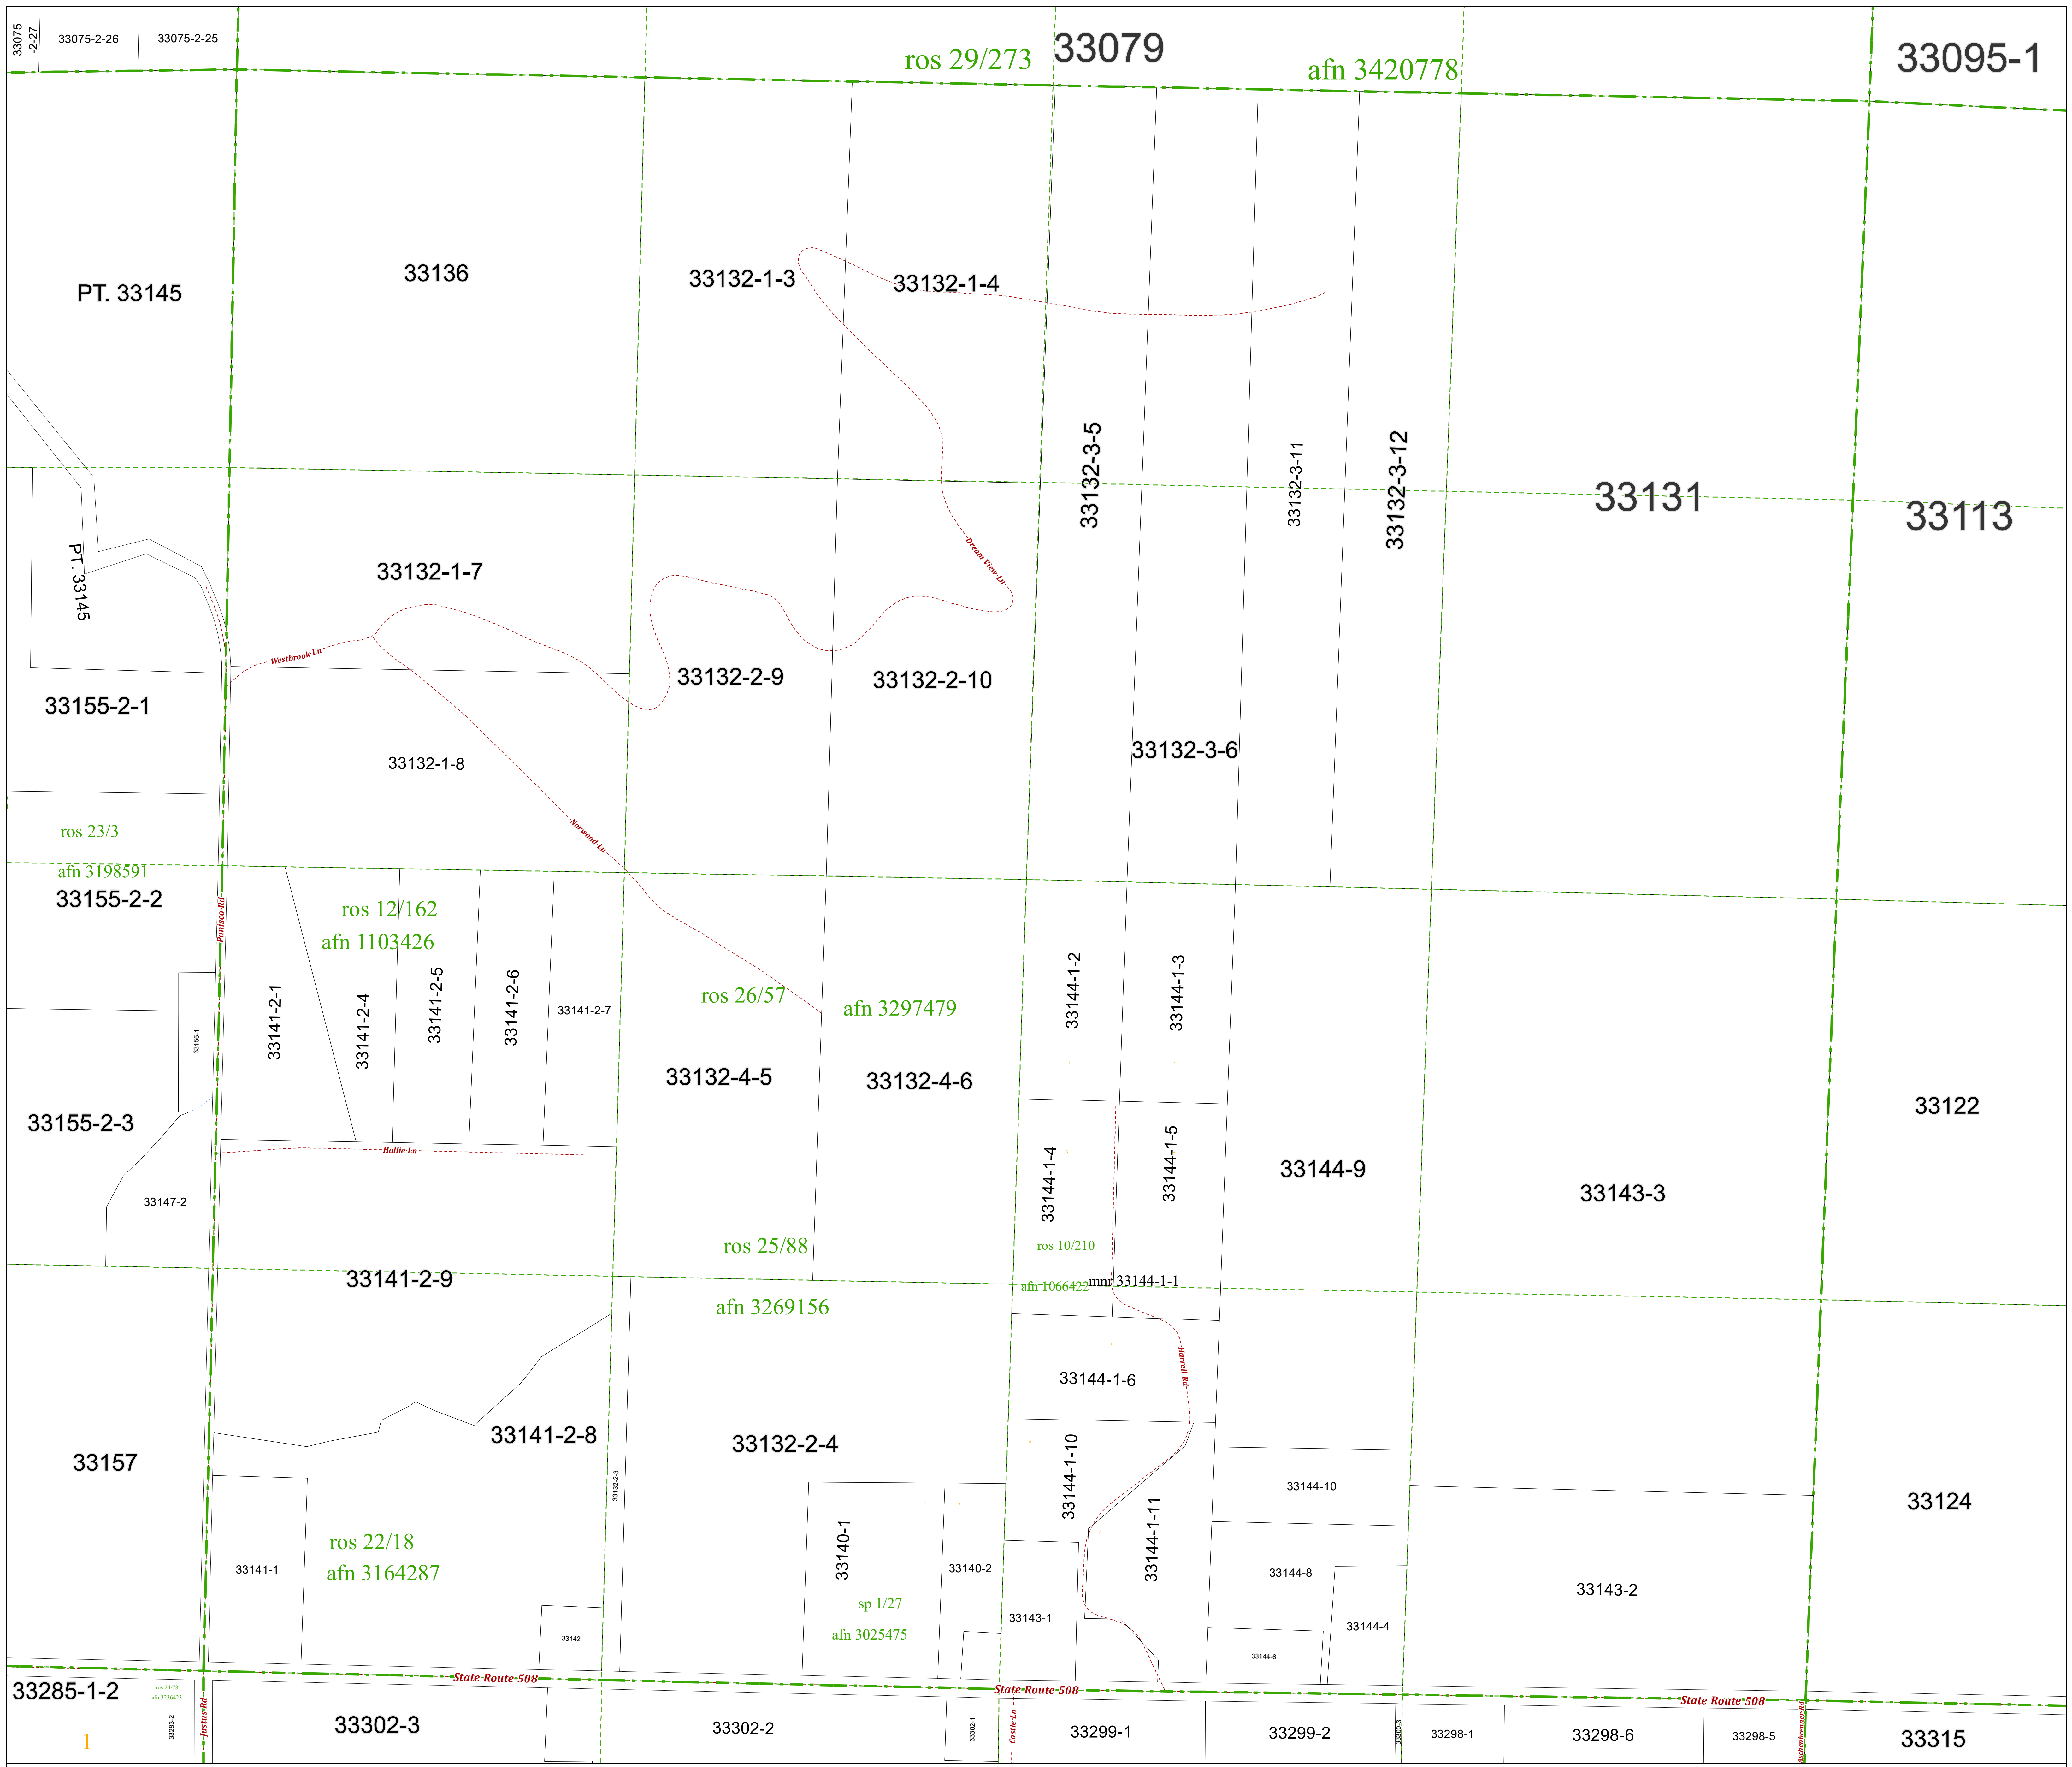 33075
-2-27
33075-2-26
33075-2-25
ros 29/273
33079
afn 3420778
33095-1
PT. 33145
33136
33132-1-3
33132-1-4
33132-3-5
33132-3-11
33132-3-12
33131
33113
PT. 33145
33132-1-7
Dream View Ln
Westbrook Ln
33155-2-1
33132-2-9
33132-2-10
33132-1-8
33132-3-6
Norwood Ln
ros 23/3
afn 3198591
33155-2-2
Panisco Rd
ros 12/162
afn 1103426
33141-2-1
33141-2-4
33141-2-5
33141-2-6
33141-2-7
ros 26/57
afn 3297479
33144-1-2
33144-1-3
33155-1
33132-4-5
33132-4-6
33155-2-3
33122
Hallie Ln
33144-1-4
33144-1-5
33144-9
33143-3
33147-2
ros 25/88
ros 10/210
33141-2-9
afn 1066422
mnr 33144-1-1
afn 3269156
Harrell Rd
33144-1-6
33141-2-8
33132-2-4
33157
33132-2-3
33144-1-10
33144-10
33124
ros 22/18
afn 3164287
33141-1
33140-1
33140-2
33144-1-11
33144-8
33143-2
sp 1/27
afn 3025475
33143-1
33144-4
33142
33144-6
State Route 508
State Route 508
State Route 508
33285-1-2
ros 24/78
afn 3236423
33283-2
Justus Rd
33302-3
33302-2
33302-1
Castle Ln
33299-1
33299-2
33300-3
33298-1
33298-6
33298-5
Aschenbrenner Rd
33315
1